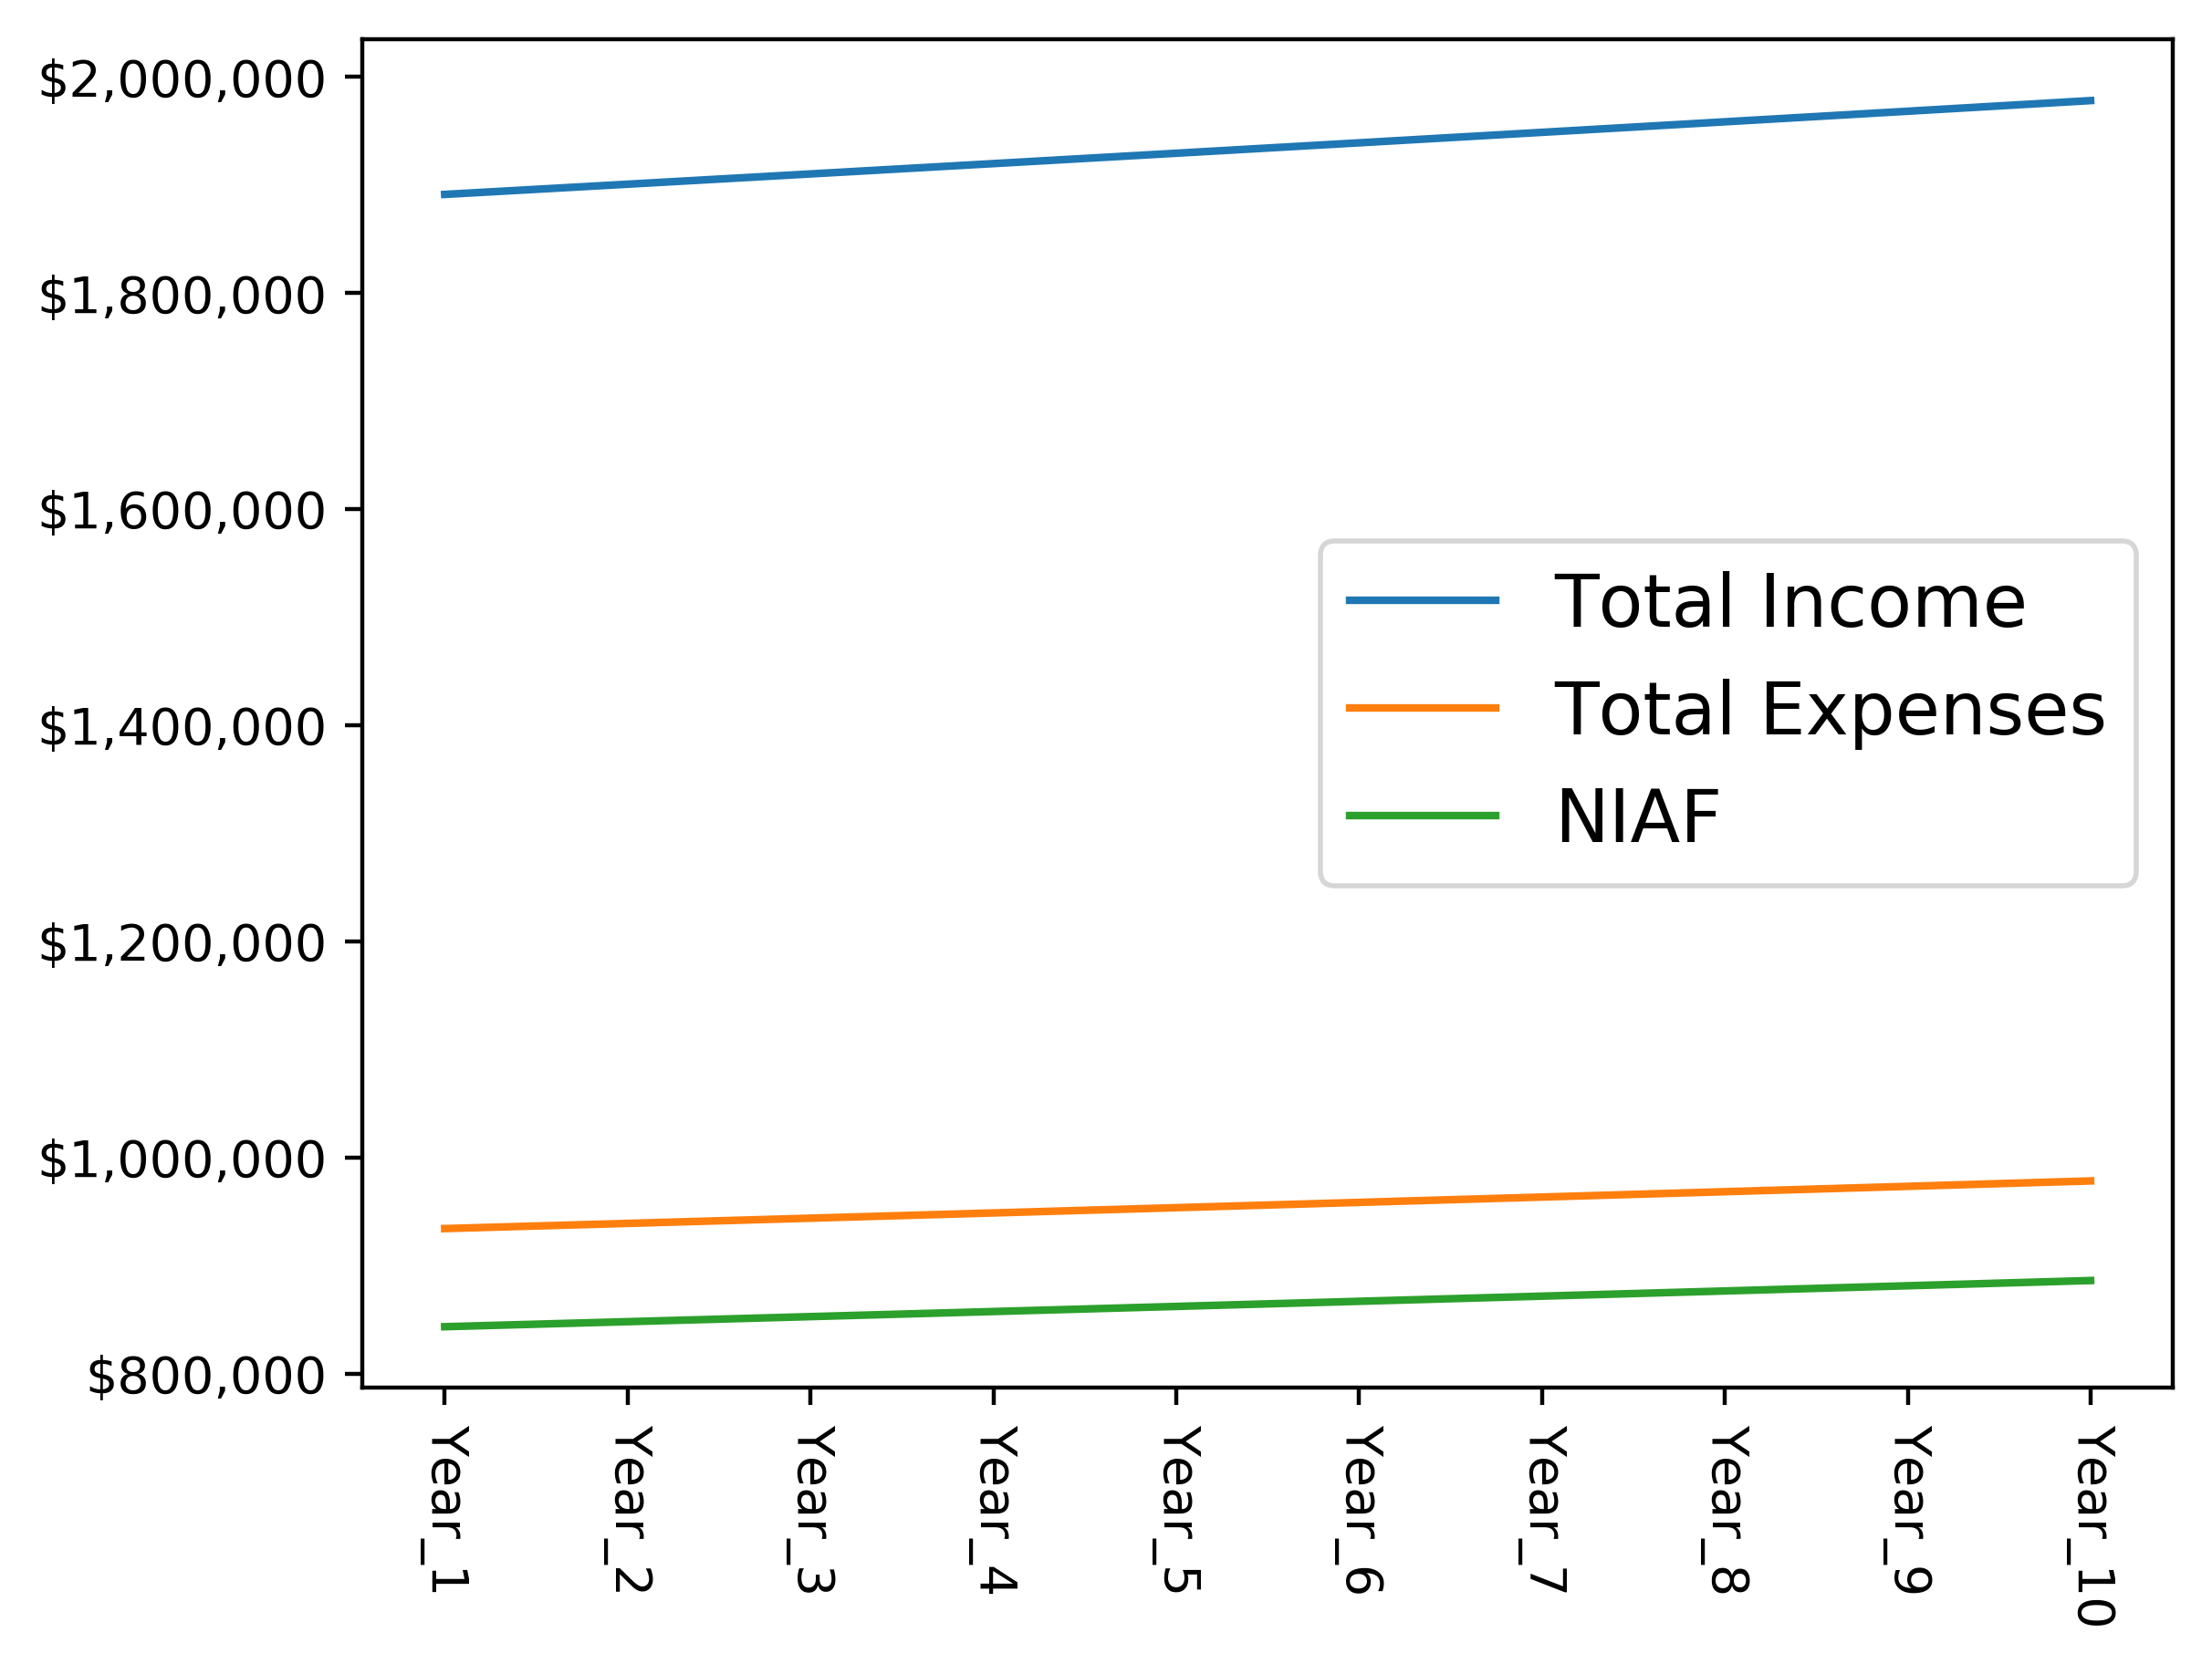 $2,000,000
$1,800,000
$1,600,000
$1,400,000
$1,200,000
$1,000,000
$800,000
Total Income
Total Expenses
NIAF
Year_1
Year_2
Year_3
Year_4
Year_5
Year_6
Year_7
Year_8
Year_9
Year_10